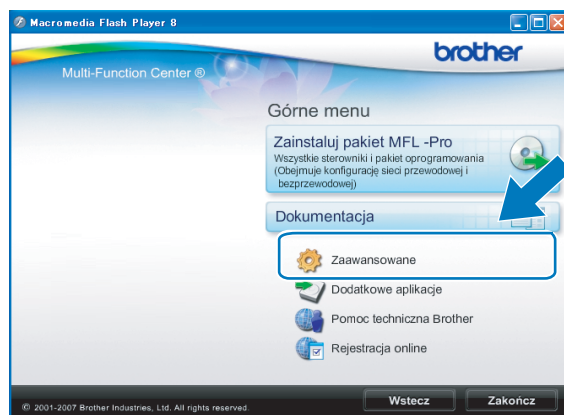 Macromedia Flash Player 8
brother
Multi-Function Center ®
Górne menu
Zainstaluj pakiet MFL -Pro
Wszystkie sterowniki i pakiet oprogramowania
(Obejmuje konfigurację sieci przewodowej i
bezprzewodowej)
Dokumentacja
Zaawansowane
Dodatkowe aplikacje
Pomoc techniczna Brother
Rejestracja online
© 2001-2007 Brother Industries, Ltd. All rights reserved.
Wstecz
Zakończ